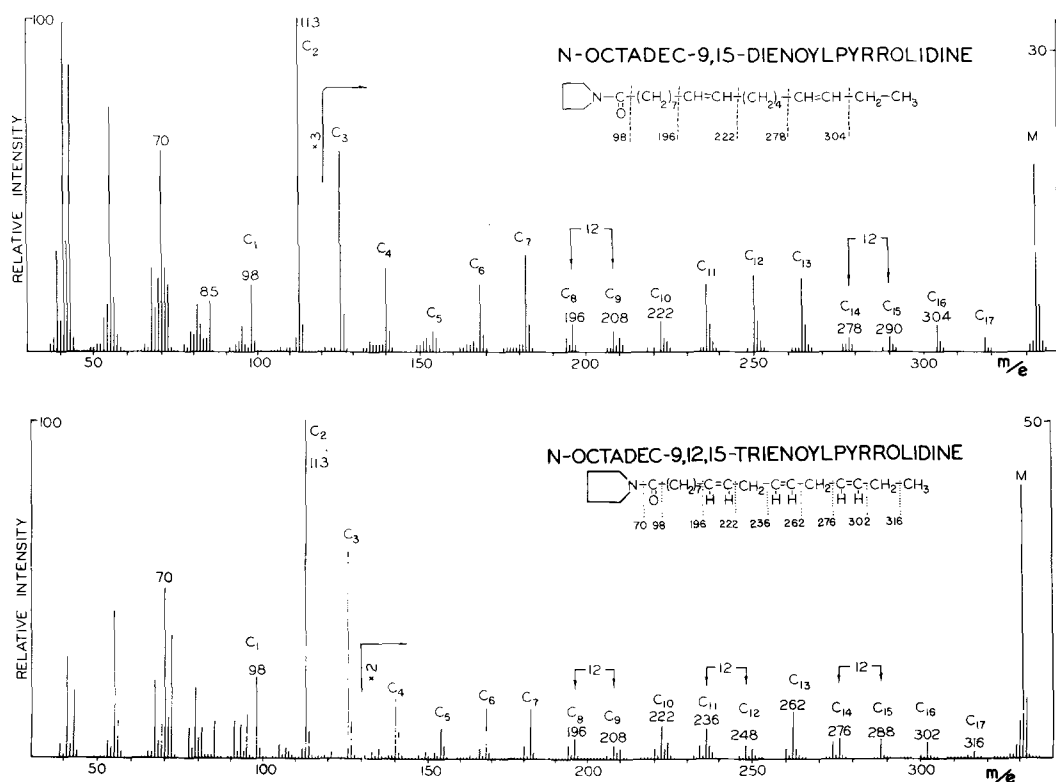 100
113
C2
30
N-OCTADEC-9,15-DIENOYLPYRROLIDINE
N-C-(CH2)7-CH=CH-(CH2)4-CH=CH-CH2-CH3
O
98 196 222 278 304
M
×3
C3
70
RELATIVE INTENSITY
C1
98
85
C4
C5
C6
C7
12
C8
196
C9
208
C10
222
C11
C12
C13
12
C14
278
C15
290
C16
304
C17
50 100 150 200 250 300 m/e
100
C2
113
50
N-OCTADEC-9,12,15-TRIENOYLPYRROLIDINE
N-C-(CH2)7-C=C-CH2-C=C-CH2-C=C-CH2-CH3
O H H H H H H
70 98 196 222 236 262 276 302 316
M
C3
70
RELATIVE INTENSITY
C1
98
×2
C4
C5
C6
C7
12
C8
196
C9
208
C10
222
12
C11
236
C12
248
C13
262
12
C14
276
C15
288
C16
302
C17
316
50 100 150 200 250 300 m/e